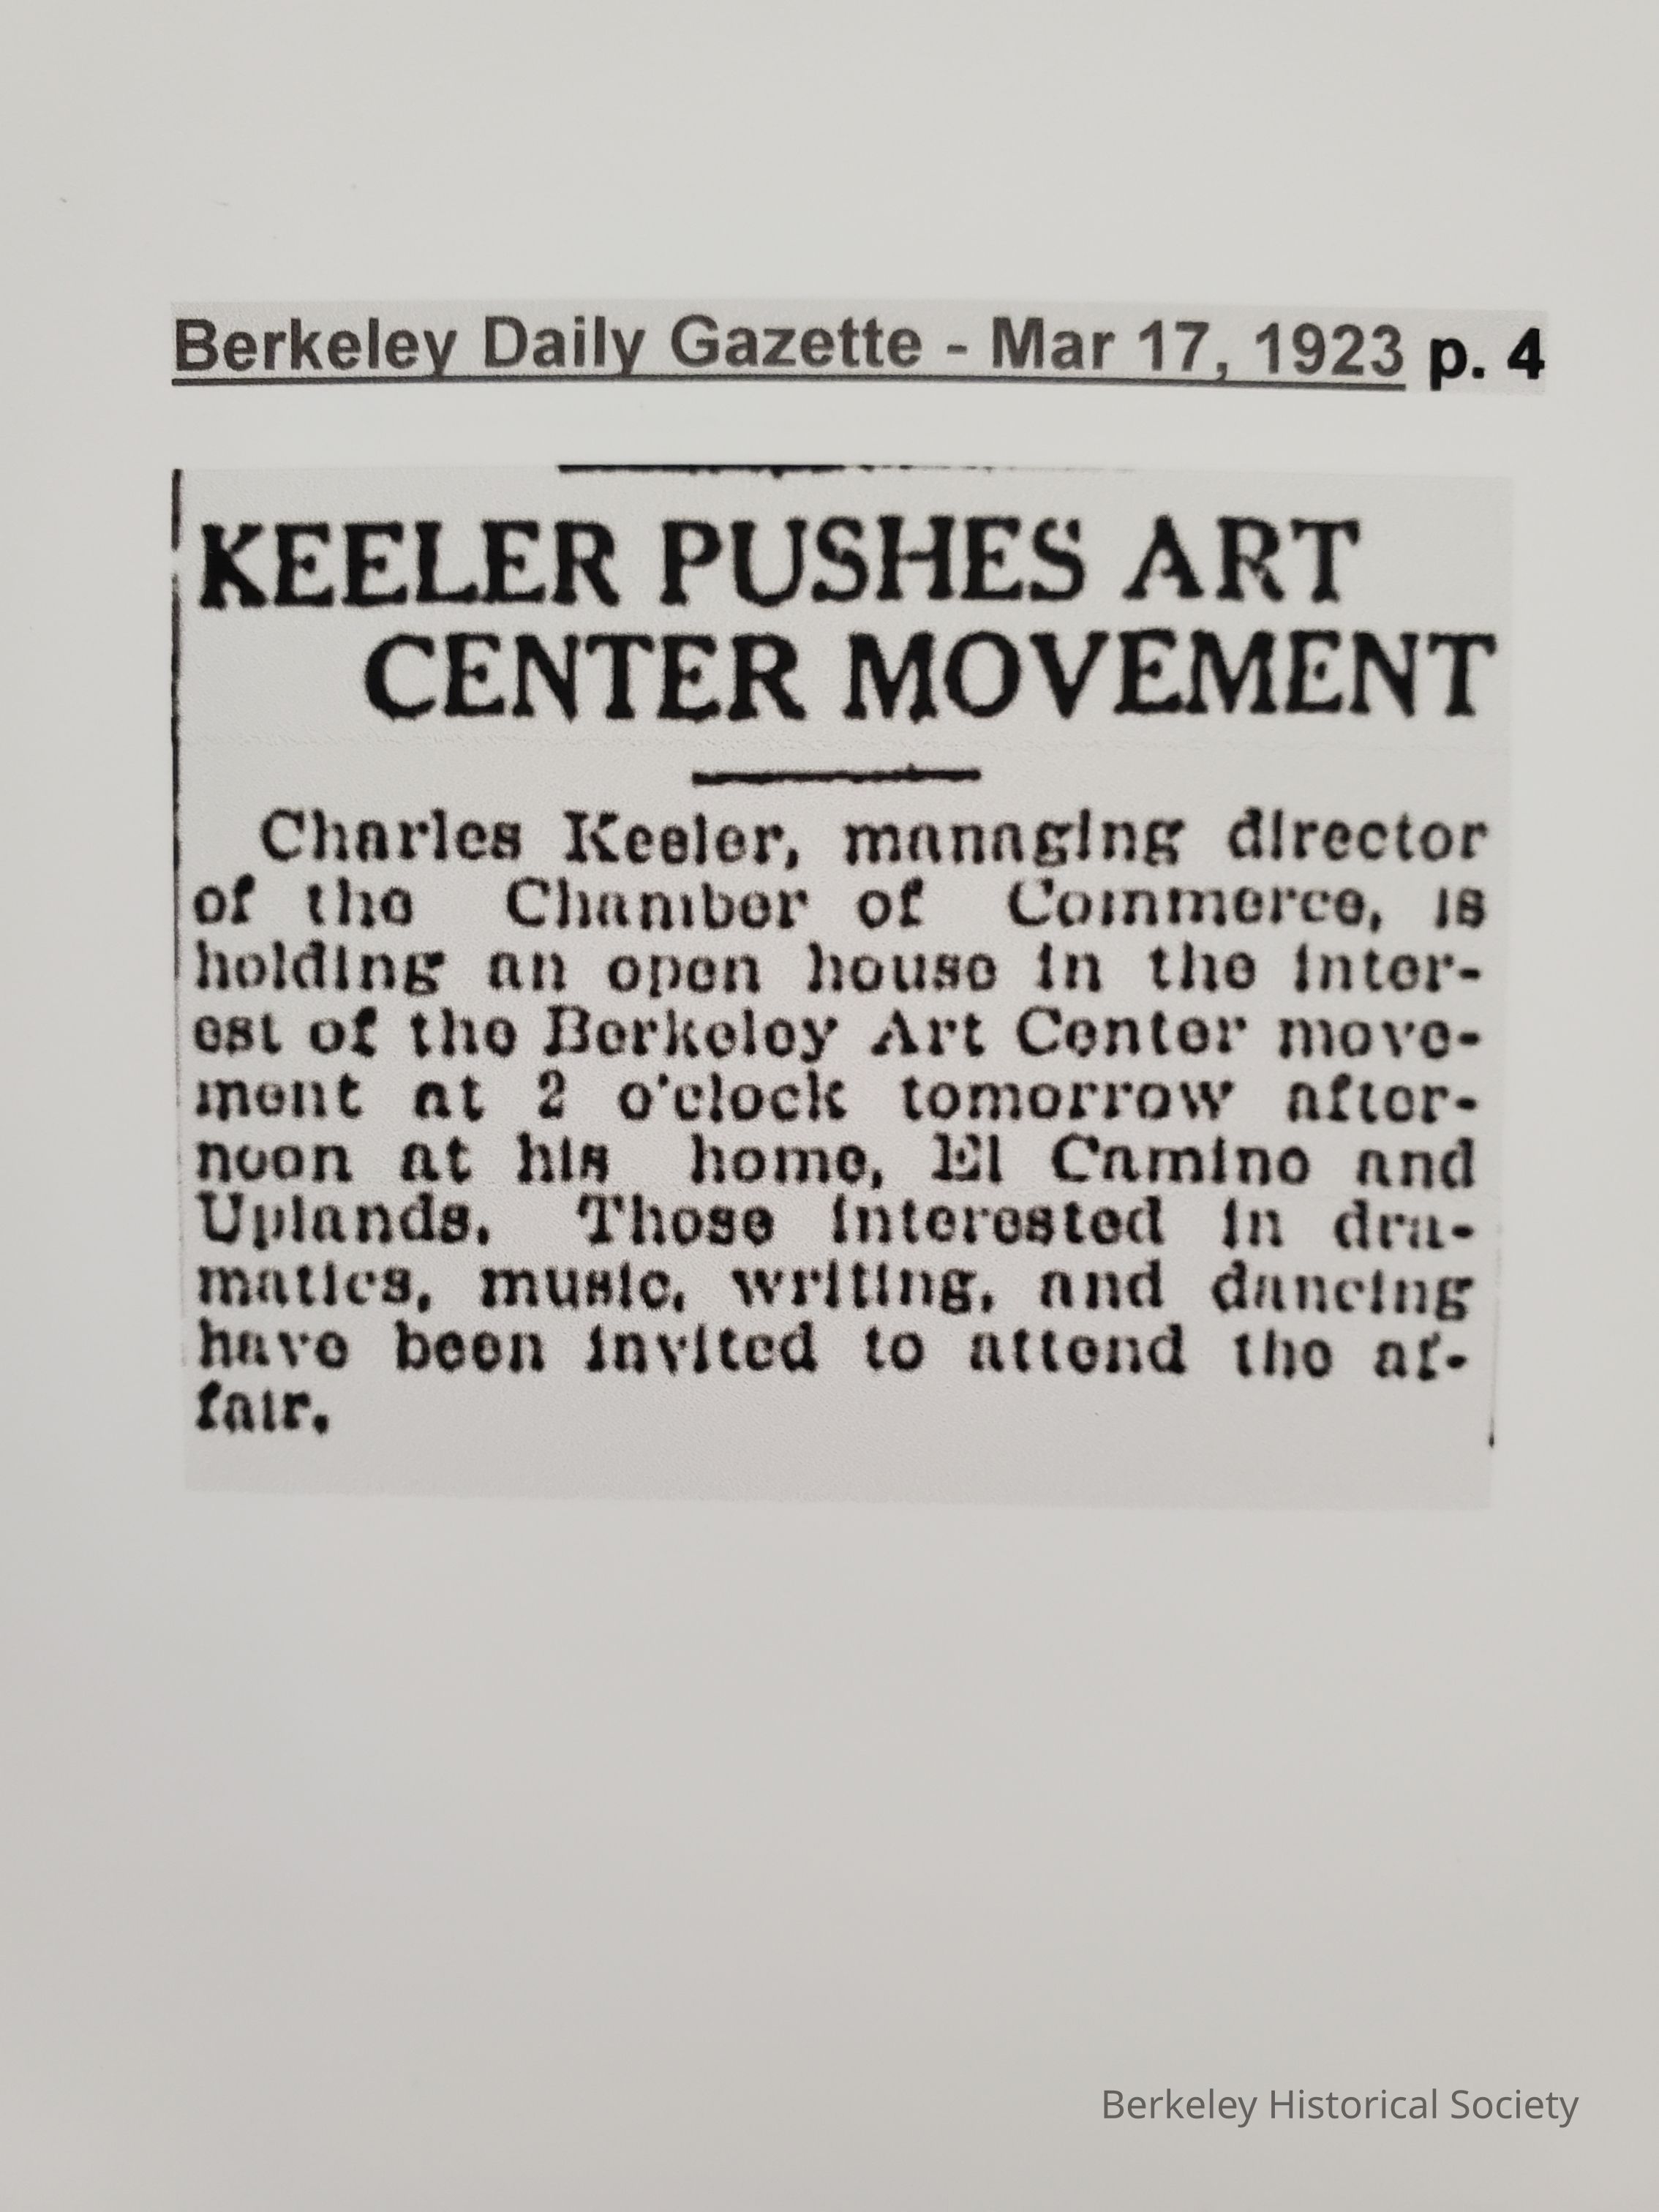 Berkeley Daily Gazette - Mar 17, 1923 p. 4
KEELER PUSHES ART
CENTER MOVEMENT
Charles Keeler, managing director
of the Chamber of Commerce, is
holding an open house in the inter-
est of the Berkeley Art Center move-
ment at 2 o'clock tomorrow after-
noon at his home, El Camino and
Uplands. Those interested in dra-
matics, music, writing, and dancing
have been invited to attend the af-
fair.
Berkeley Historical Society